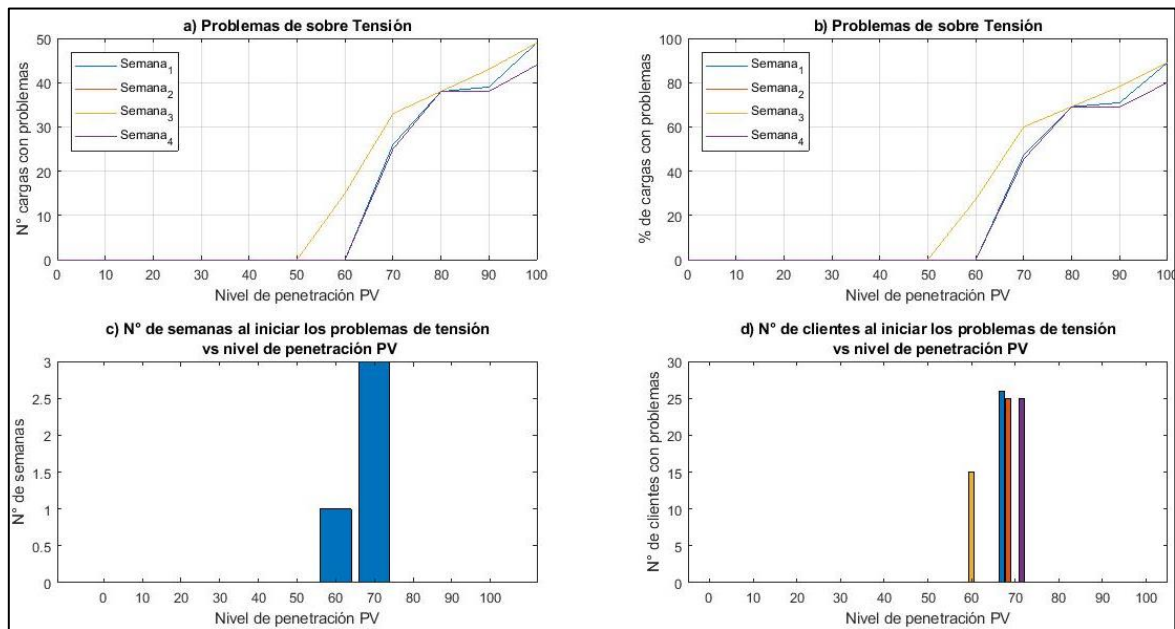 a) Problemas de sobre Tensión
50
40
30
20
10
0
N° cargas con problemas
Semana1
Semana2
Semana3
Semana4
0 10 20 30 40 50 60 70 80 90 100
Nivel de penetración PV
b) Problemas de sobre Tensión
100
80
60
40
20
0
% de cargas con problemas
Semana1
Semana2
Semana3
Semana4
0 10 20 30 40 50 60 70 80 90 100
Nivel de penetración PV
c) N° de semanas al iniciar los problemas de tensión
vs nivel de penetración PV
3
2.5
2
1.5
1
0.5
0
N° de semanas
0 10 20 30 40 50 60 70 80 90 100
Nivel de penetración PV
d) N° de clientes al iniciar los problemas de tensión
vs nivel de penetración PV
30
25
20
15
10
5
0
N° de clientes con problemas
0 10 20 30 40 50 60 70 80 90 100
Nivel de penetración PV